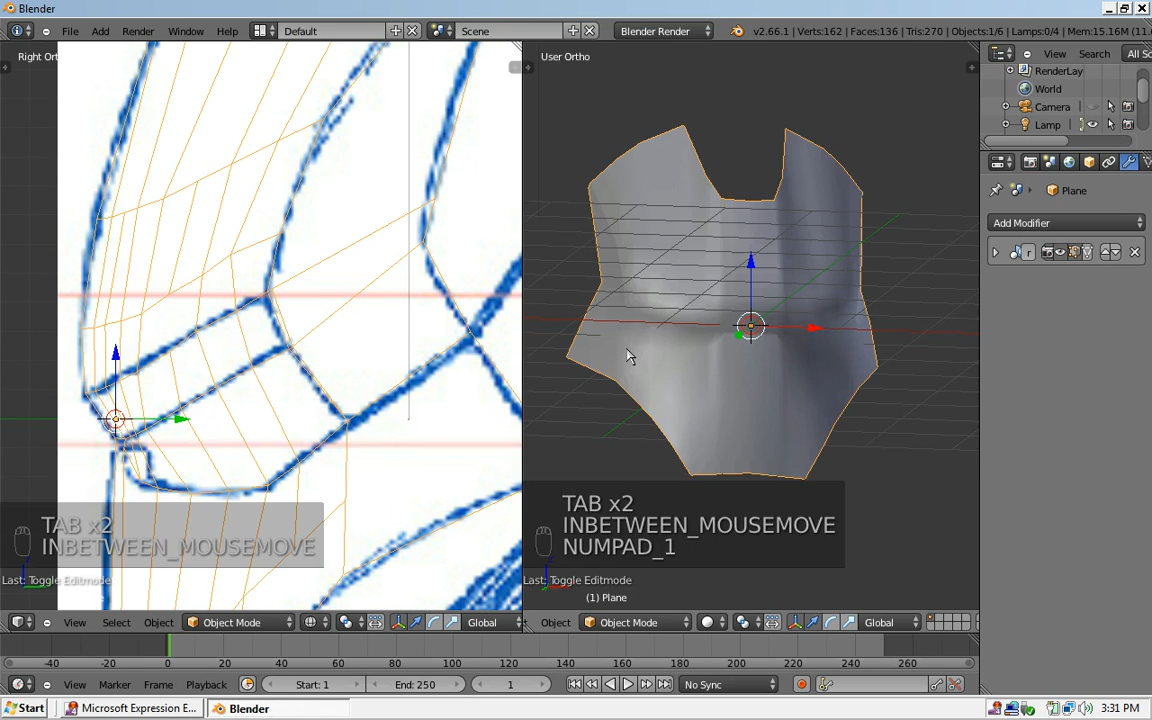 Blender
File Add Render Window Help Default Scene Blender Render v2.66.1 | Verts:162 | Faces:136 | Tris:270 | Objects:1/6 | Lamps:0/4 | Mem:15.16M (11.
Right Ort
User Ortho
View Search All Sc
RenderLay
World
Camera
Lamp
Plane
Add Modifier
r
TAB x2
INBETWEEN_MOUSEMOVE
Last: Toggle Editmode
TAB x2
INBETWEEN_MOUSEMOVE
NUMPAD_1
Last: Toggle Editmode
(1) Plane
View Select Object Object Mode Global
Object Object Mode Global
-40 -20 0 20 40 60 80 100 120 140 160 180 200 220 240 260
View Marker Frame Playback Start: 1 End: 250 1 No Sync
Start Microsoft Expression E... Blender 3:31 PM